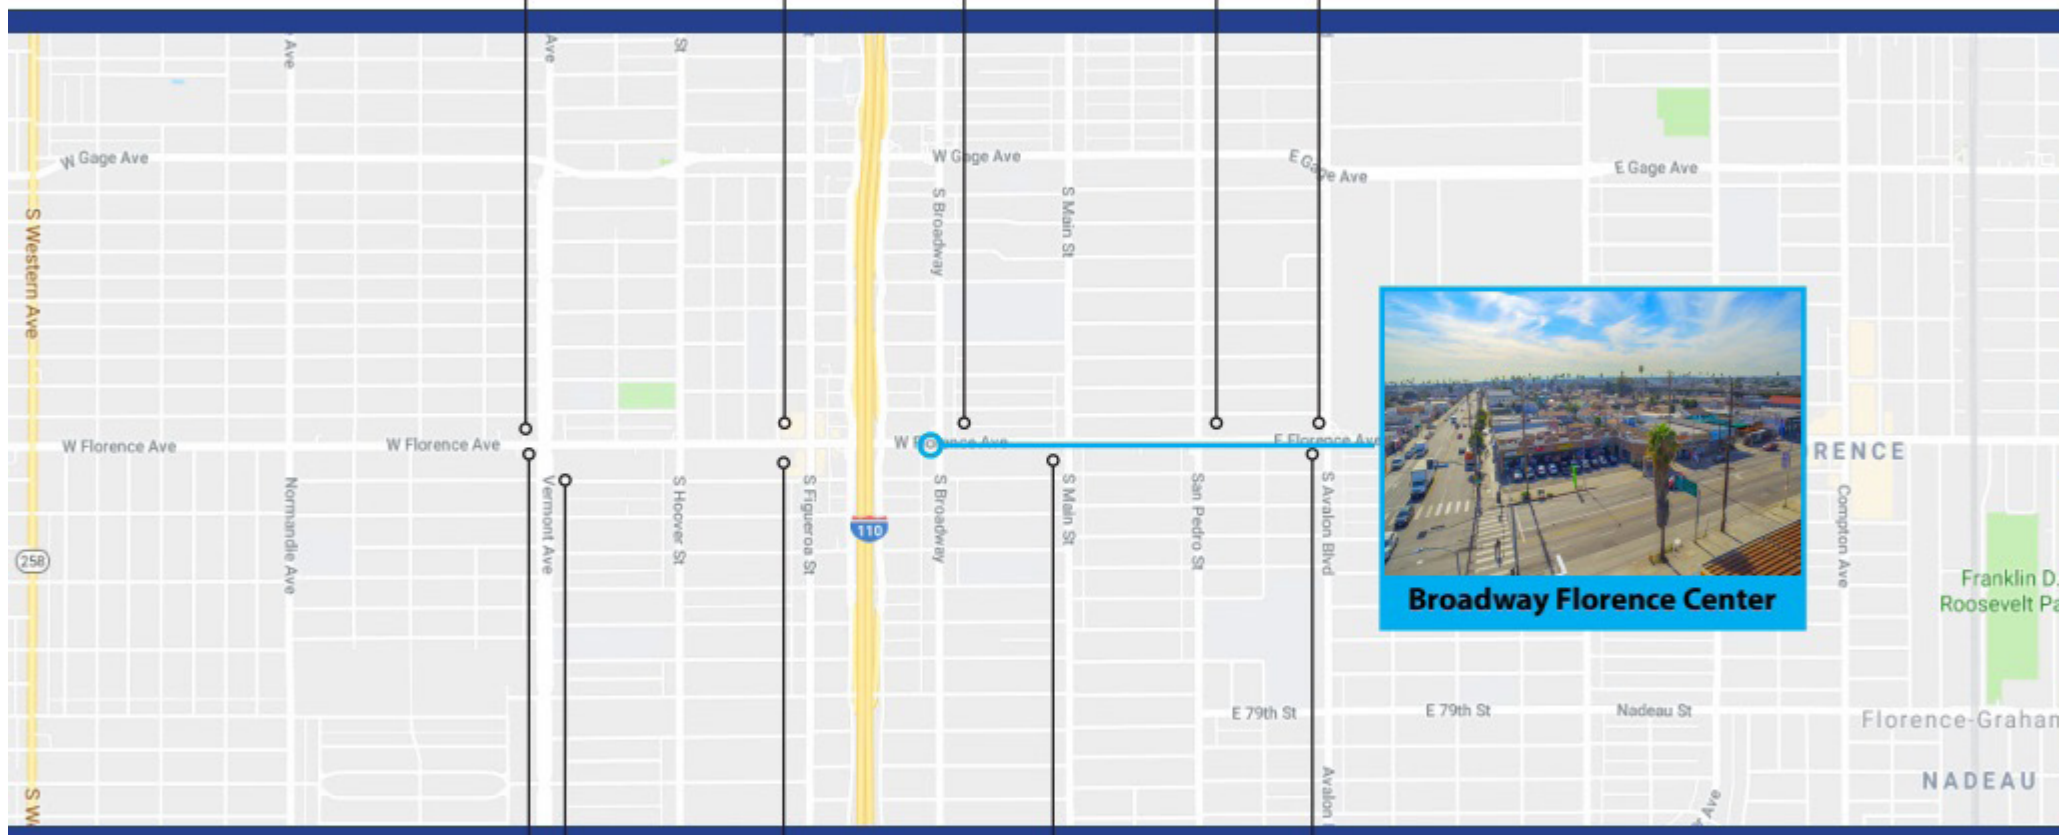 Ave
Ave
St
W Gage Ave
W Gage Ave
E Gage Ave
E Gage Ave
S Western Ave
S Broadway
S Main St
W Florence Ave
W Florence Ave
W Florence Ave
E Florence Ave
RENCE
Normandie Ave
Vermont Ave
S Hoover St
S Figueroa St
110
S Broadway
S Main St
San Pedro St
S Avalon Blvd
Compton Ave
258
Broadway Florence Center
Franklin D.
Roosevelt Pa
E 79th St
E 79th St
Nadeau St
Florence-Graham
NADEAU
S W
Avalon
Ave